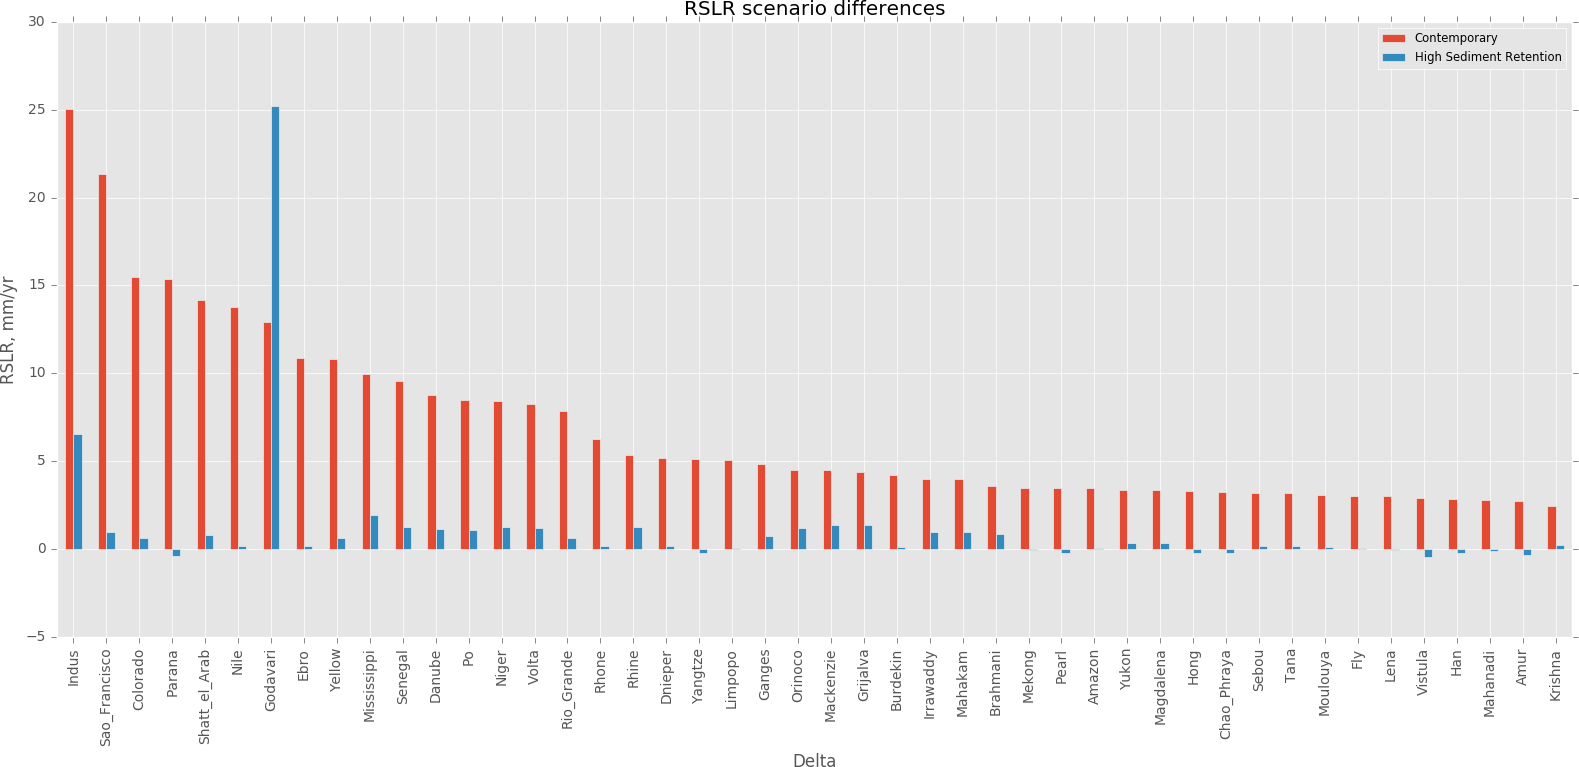 RSLR scenario differences
Contemporary
High Sediment Retention
30
25
20
15
10
5
0
−5
RSLR, mm/yr
Indus
Sao_Francisco
Colorado
Parana
Shatt_el_Arab
Nile
Godavari
Ebro
Yellow
Mississippi
Senegal
Danube
Po
Niger
Volta
Rio_Grande
Rhone
Rhine
Dnieper
Yangtze
Limpopo
Ganges
Orinoco
Mackenzie
Grijalva
Burdekin
Irrawaddy
Mahakam
Brahmani
Mekong
Pearl
Amazon
Yukon
Magdalena
Hong
Chao_Phraya
Sebou
Tana
Moulouya
Fly
Lena
Vistula
Han
Mahanadi
Amur
Krishna
Delta